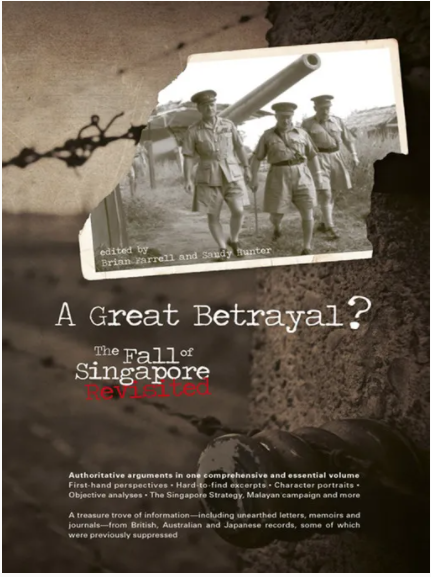 edited by
Brian Farrell and Sandy Hunter
A Great Betrayal?
The Fall of
Singapore
Revisited
Authoritative arguments in one comprehensive and essential volume
First-hand perspectives • Hard-to-find excerpts • Character portraits •
Objective analyses • The Singapore Strategy, Malayan campaign and more
A treasure trove of information—including unearthed letters, memoirs and
journals—from British, Australian and Japanese records, some of which
were previously suppressed